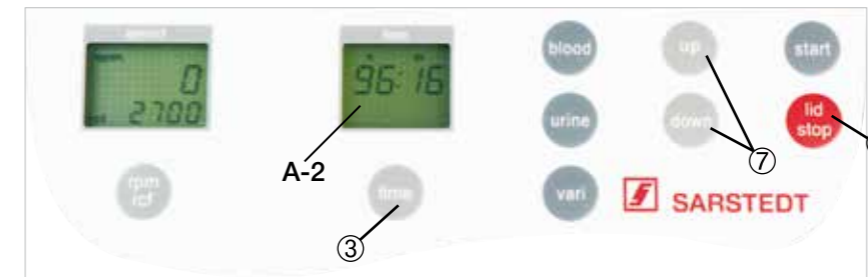 blood
up
start
0
2700
96:16
urine
down
lid
stop
A-2
7
rpm
rcf
time
vari
SARSTEDT
3